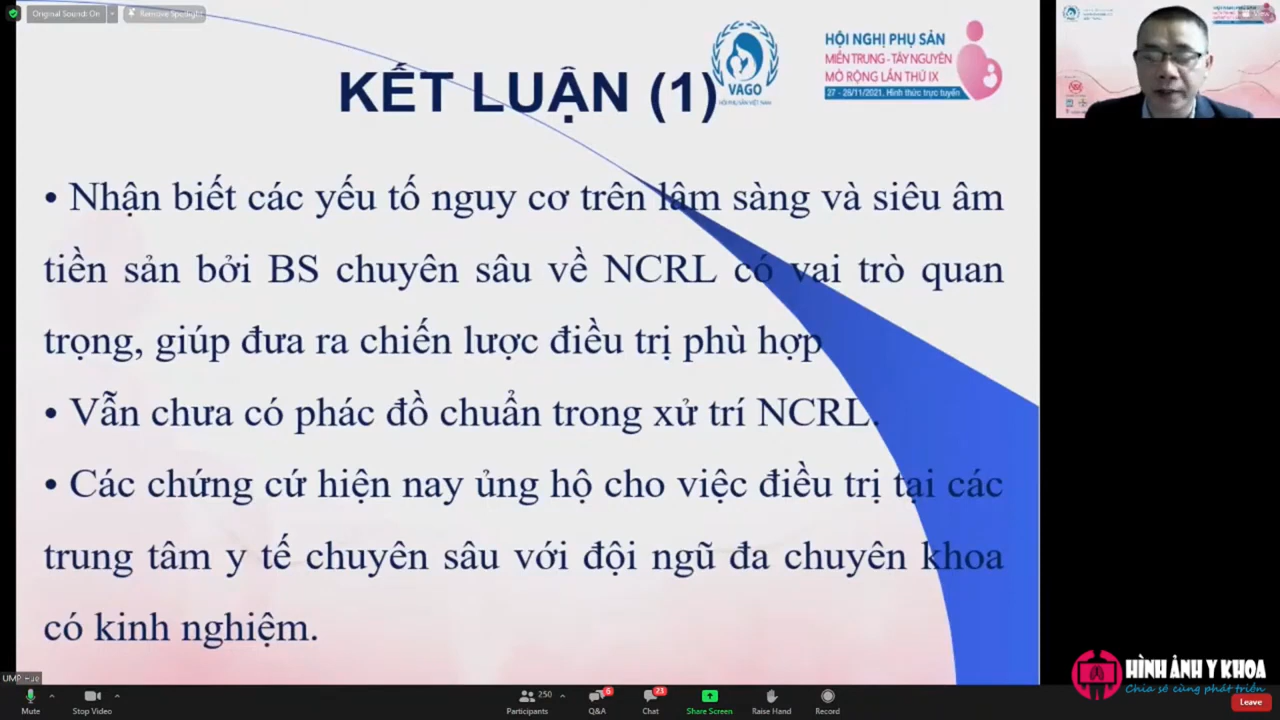 Original Sound: On
Remove Spotlight
KẾT LUẬN (1)
VAGO
HỘI PHỤ SẢN VIỆT NAM
HỘI NGHỊ PHỤ SẢN
MIỀN TRUNG - TÂY NGUYÊN
MỞ RỘNG LẦN THỨ IX
27 - 28/11/2021. Hình thức trực tuyến
• Nhận biết các yếu tố nguy cơ trên lâm sàng và siêu âm
tiền sản bởi BS chuyên sâu về NCRL có vai trò quan
trọng, giúp đưa ra chiến lược điều trị phù hợp
• Vẫn chưa có phác đồ chuẩn trong xử trí NCRL.
• Các chứng cứ hiện nay ủng hộ cho việc điều trị tại các
trung tâm y tế chuyên sâu với đội ngũ đa chuyên khoa
có kinh nghiệm.
HÌNH ẢNH Y KHOA
Chia sẻ cùng phát triển
Mute
Stop Video
250
Participants
6
Q&A
21
Chat
Share Screen
Raise Hand
Record
Leave